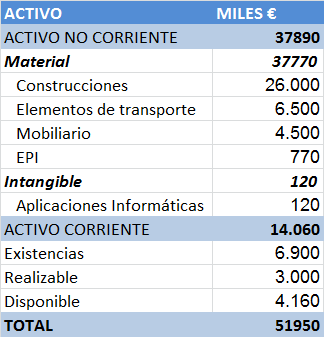 ACTIVO MILES €
ACTIVO NO CORRIENTE 37890
Material 37770
Construcciones 26.000
Elementos de transporte 6.500
Mobiliario 4.500
EPI 770
Intangible 120
Aplicaciones Informáticas 120
ACTIVO CORRIENTE 14.060
Existencias 6.900
Realizable 3.000
Disponible 4.160
TOTAL 51950